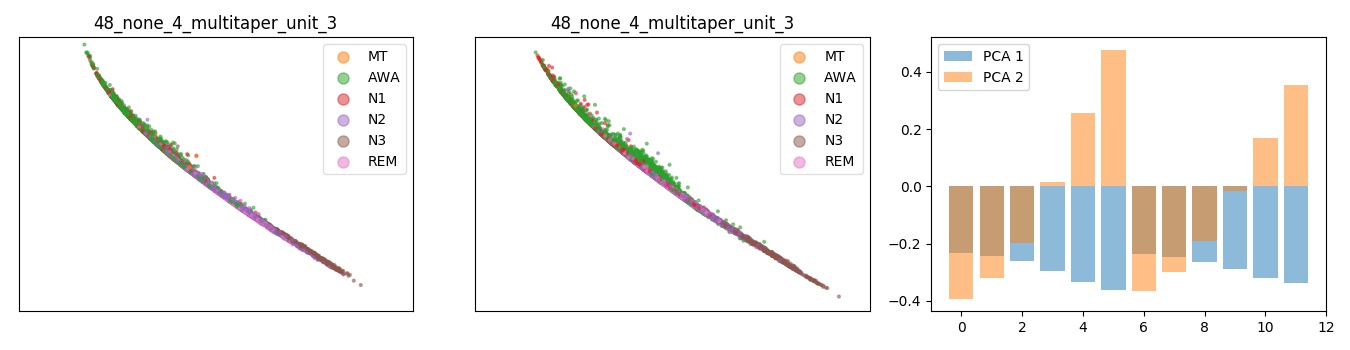 48_none_4_multitaper_unit_3
MT
AWA
N1
N2
N3
REM
48_none_4_multitaper_unit_3
MT
AWA
N1
N2
N3
REM
PCA 1
PCA 2
0.4
0.2
0.0
−0.2
−0.4
0 2 4 6 8 10 12